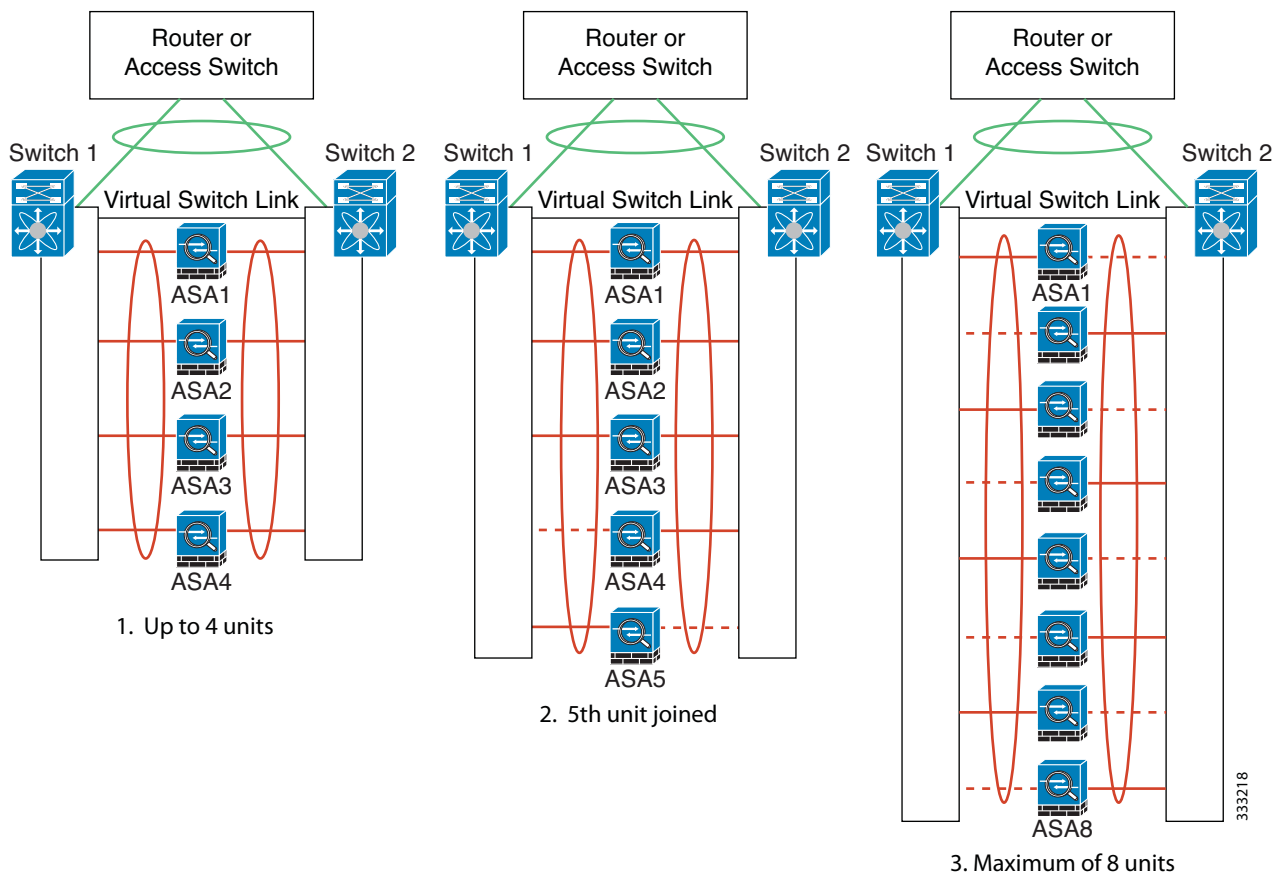 Router or
Access Switch
Switch 1
Switch 2
Virtual Switch Link
ASA1
ASA2
ASA3
ASA4
1. Up to 4 units
Router or
Access Switch
Switch 1
Switch 2
Virtual Switch Link
ASA1
ASA2
ASA3
ASA4
ASA5
2. 5th unit joined
Router or
Access Switch
Switch 1
Switch 2
Virtual Switch Link
ASA1
ASA8
333218
3. Maximum of 8 units